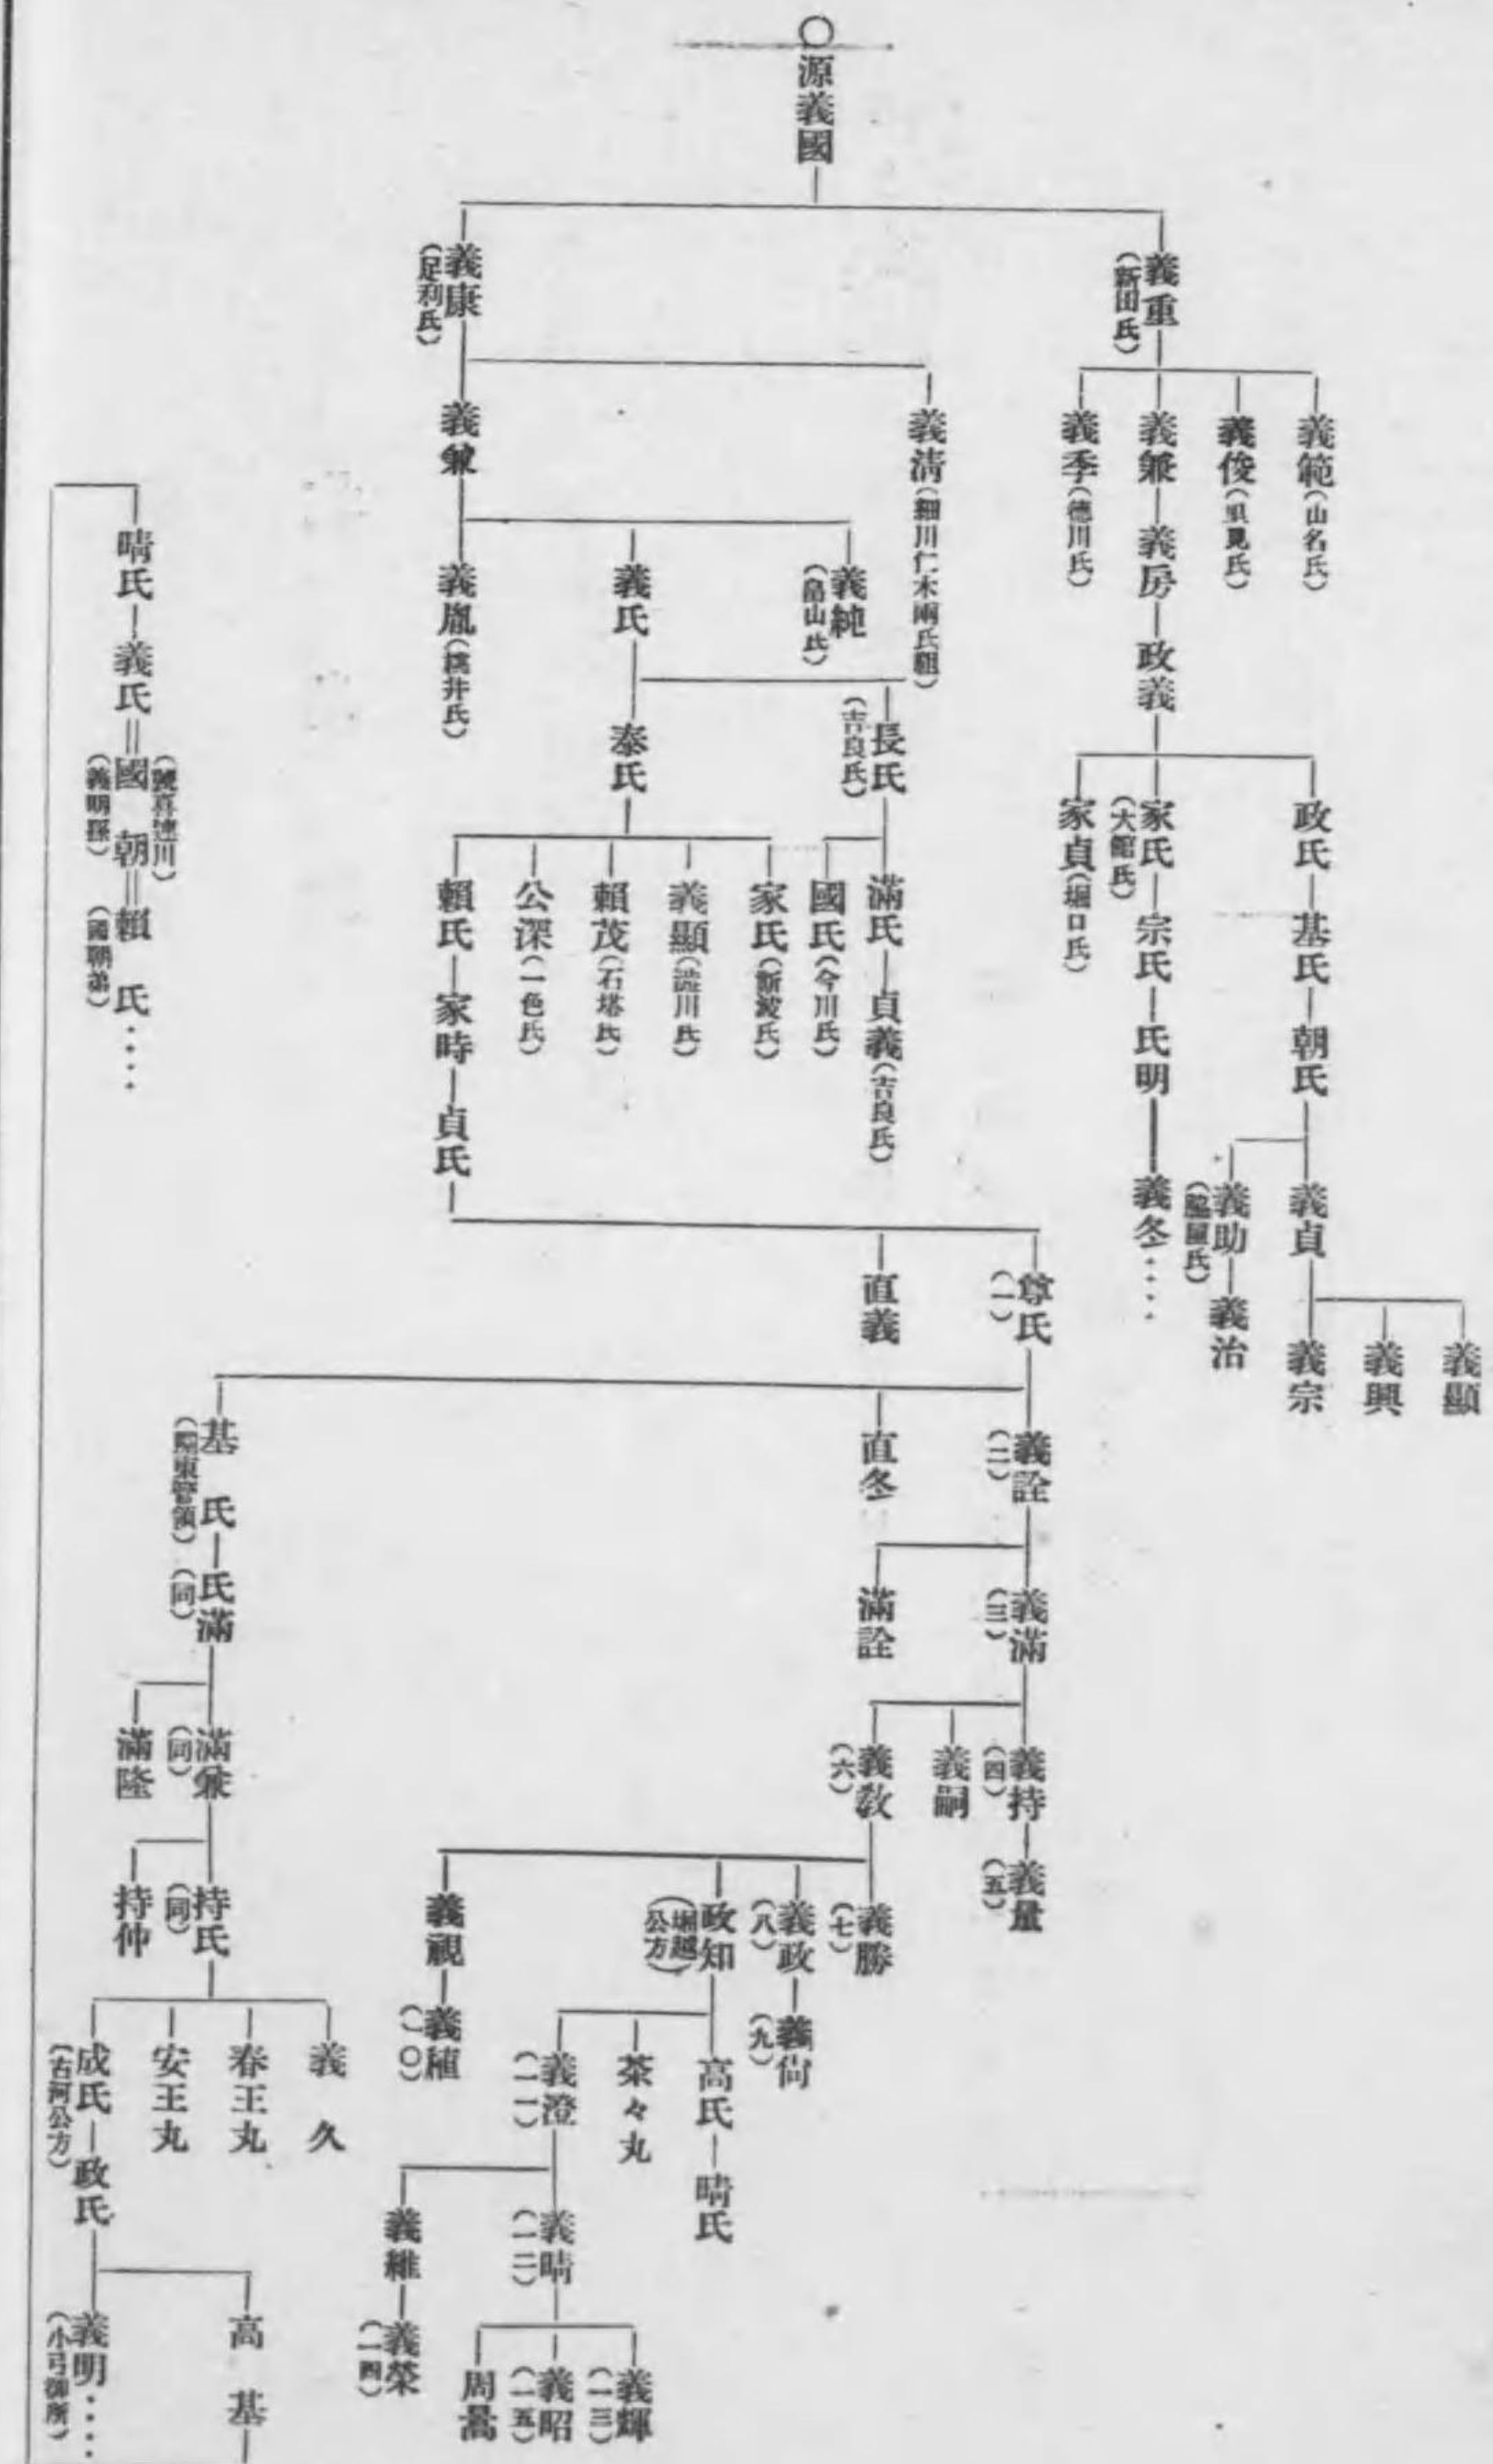 〇源義國
義重
(新田氏)
義範(山名氏)
義俊(里見氏)
義兼―義房―政義
義季(德川氏)
政氏―基氏―朝氏
義貞
義顯
義興
義宗
義助―義治
(脇屋氏)
家氏―宗氏―氏明―義冬‥‥
(大館氏)
家貞(堀口氏)
義康
(足利氏)
義淸(細川仁木兩氏祖)
義兼
義純
(畠山氏)
義氏
義胤(桃井氏)
長氏
(吉良氏)
滿氏―貞義(吉良氏)
國氏(今川氏)
泰氏
家氏(斯波氏)
義顯(澁川氏)
賴茂(石塔氏)
公深(一色氏)
賴氏―家時―貞氏
尊氏
(一)
直義
義詮
(二)
直冬
基氏―氏滿
(關東管領)(同)
義滿
(三)
滿詮
義持―義量
(四)(五)
義嗣
義敎
(六)
義勝
(七)
義政―義尙
(八)(九)
政知
(堀越公方)
高氏―晴氏
茶々丸
義澄
(一一)
義晴
(一二)
義輝
(一三)
義昭
(一五)
周暠
義維―義榮
(一四)
義視―義稙
(一〇)
滿兼
(同)
滿隆
持氏
(同)
持仲
義久
春王丸
安王丸
成氏―政氏
(古河公方)
高基
義明‥‥
(小弓御所)
晴氏―義氏=國朝=賴氏‥‥
(號喜連川)
(義明孫)(國朝弟)